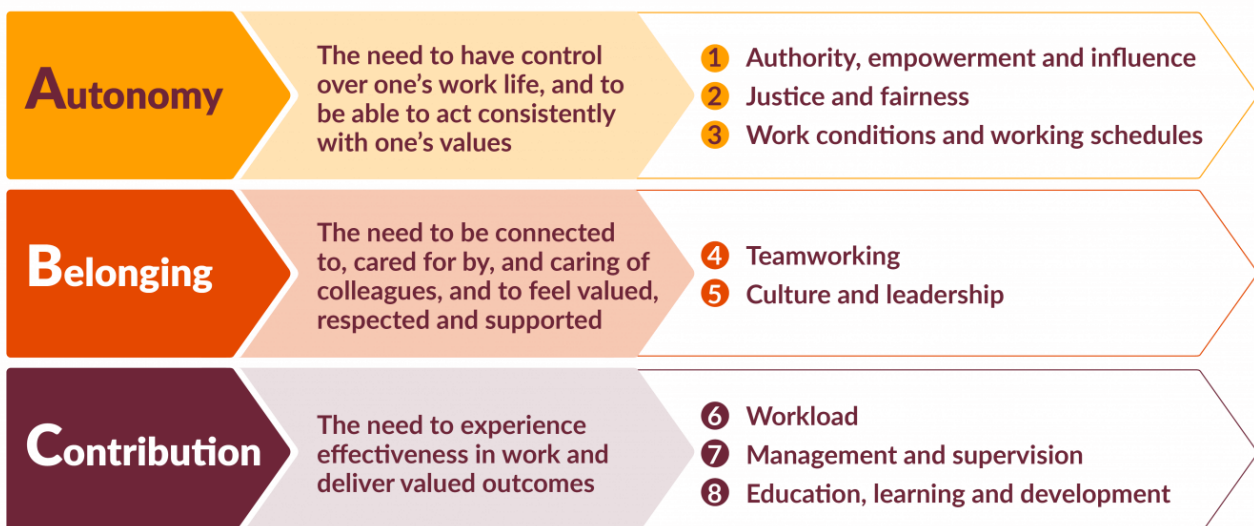 Autonomy
The need to have control
over one's work life, and to
be able to act consistently
with one's values
1 Authority, empowerment and influence
2 Justice and fairness
3 Work conditions and working schedules
Belonging
The need to be connected
to, cared for by, and caring of
colleagues, and to feel valued,
respected and supported
4 Teamworking
5 Culture and leadership
Contribution
The need to experience
effectiveness in work and
deliver valued outcomes
6 Workload
7 Management and supervision
8 Education, learning and development